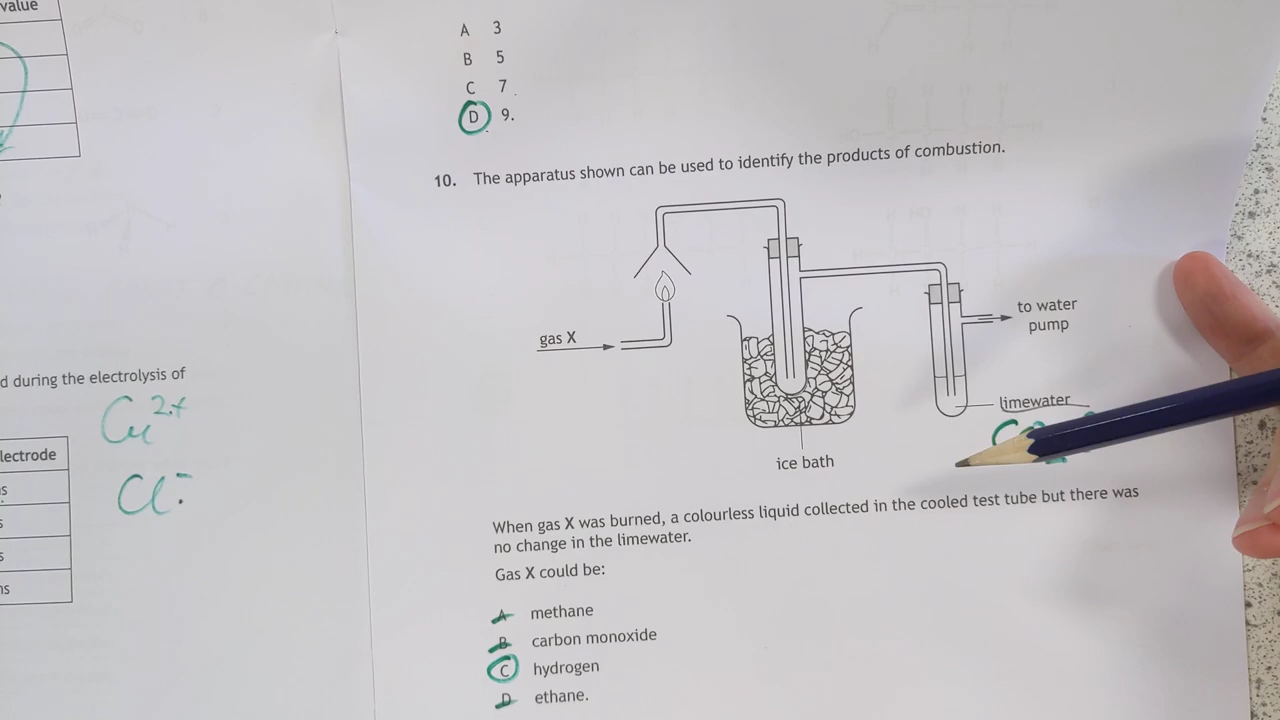 value
A 3
B 5
C 7.
D 9.
10. The apparatus shown can be used to identify the products of combustion.
gas X
to water
pump
limewater
ice bath
d during the electrolysis of
Cu2+
Cl-
lectrode
s
s
s
ns
When gas X was burned, a colourless liquid collected in the cooled test tube but there was
no change in the limewater.
Gas X could be:
A methane
B carbon monoxide
C hydrogen
D ethane.